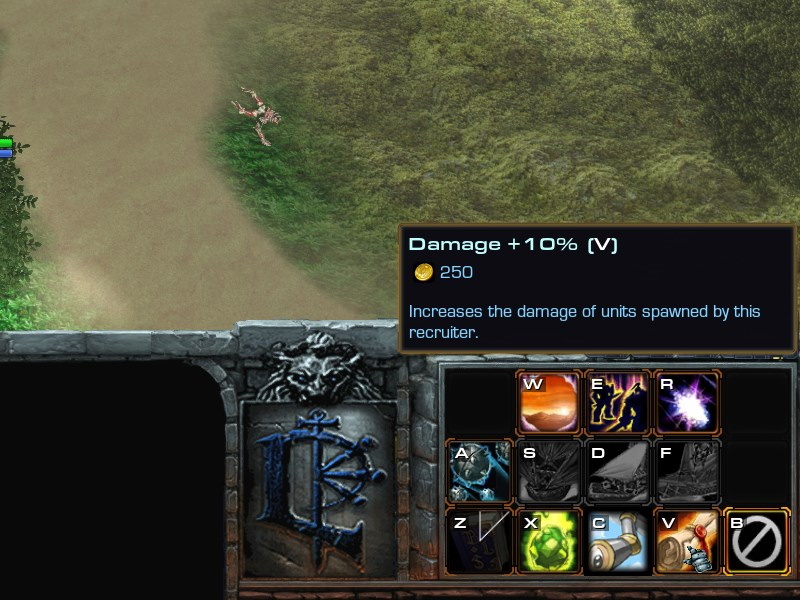 Damage +10% (V)
250
Increases the damage of units spawned by this
recruiter.
W E R
A S D F
Z X C V B